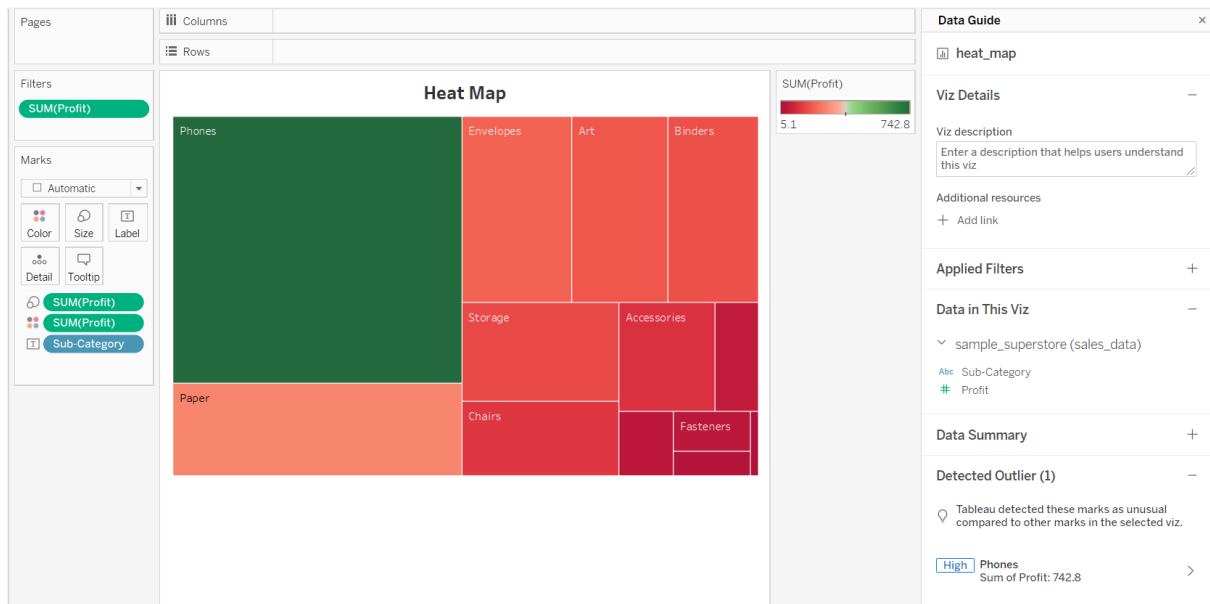 Pages
Columns
Rows
Filters
SUM(Profit)
Marks
Automatic
Color
Size
Label
Detail
Tooltip
SUM(Profit)
SUM(Profit)
Sub-Category
Heat Map
Phones
Envelopes
Art
Binders
Storage
Accessories
Paper
Chairs
Fasteners
SUM(Profit)
5.1 742.8
Data Guide
heat_map
Viz Details
Viz description
Enter a description that helps users understand
this viz
Additional resources
Add link
Applied Filters
Data in This Viz
sample_superstore (sales_data)
Abc Sub-Category
# Profit
Data Summary
Detected Outlier (1)
Tableau detected these marks as unusual
compared to other marks in the selected viz.
High Phones
Sum of Profit: 742.8